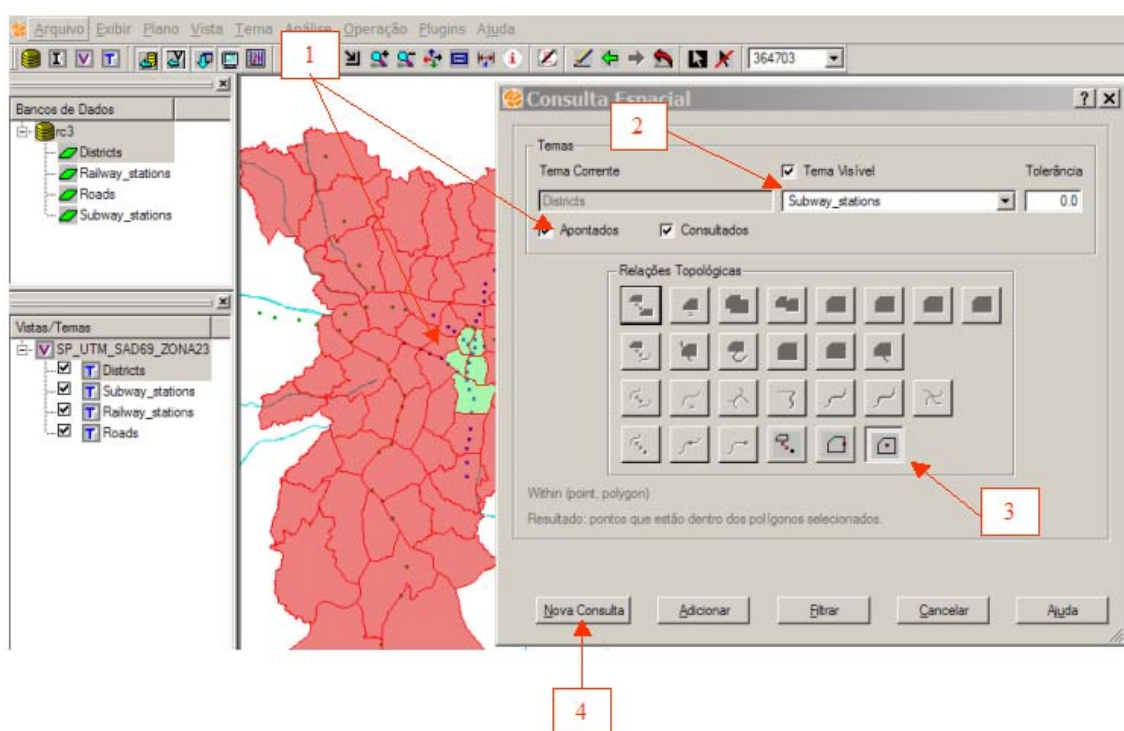 Arquivo Exibir Plano Vista Tema Análise Operação Plugins Ajuda
I V T
364703
1
Bancos de Dados
rc3
Districts
Railway_stations
Roads
Subway_stations
Vistas/Temas
V SP_UTM_SAD69_ZONA23
T Districts
T Subway_stations
T Railway_stations
T Roads
Consulta Espacial
2
Temas
Tema Corrente
Tema Visível
Tolerância
Districts
Subway_stations
0.0
Apontados
Consultados
Relações Topológicas
3
Within (point, polygon)
Resultado: pontos que estão dentro dos polígonos selecionados.
Nova Consulta Adicionar Filtrar Cancelar Ajuda
4